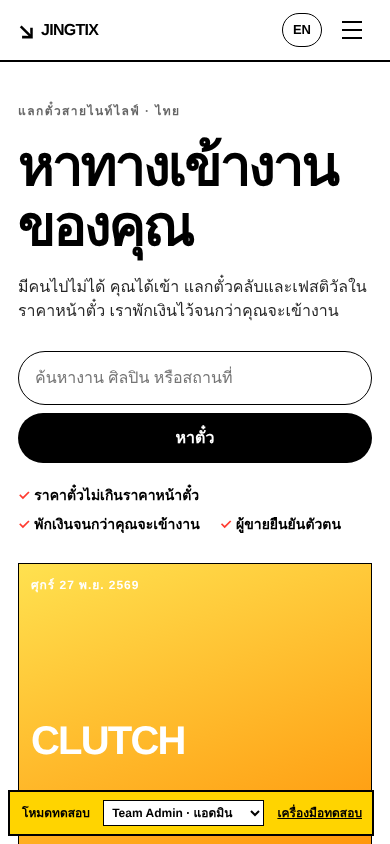 JINGTIX
EN
แลกตั๋วสายไนท์ไลฟ์ · ไทย
หาทางเข้างาน
ของคุณ
มีคนไปไม่ได้ คุณได้เข้า แลกตั๋วคลับและเฟสติวัลใน
ราคาหน้าตั๋ว เราพักเงินไว้จนกว่าคุณจะเข้างาน
ค้นหางาน ศิลปิน หรือสถานที่
หาตั๋ว
ราคาตั๋วไม่เกินราคาหน้าตั๋ว
พักเงินจนกว่าคุณจะเข้างาน ผู้ขายยืนยันตัวตน
ศุกร์ 27 พ.ย. 2569
CLUTCH
โหมดทดสอบ Team Admin · แอดมิน เครื่องมือทดสอบ